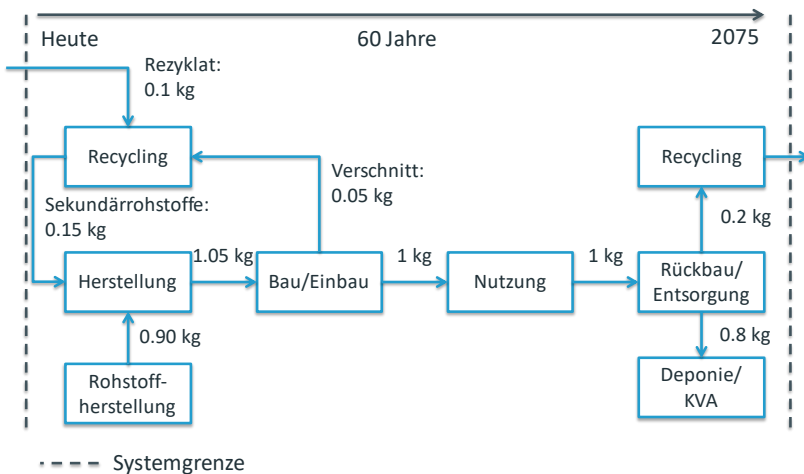 Heute
60 Jahre
2075
Rezyklat:
0.1 kg
Recycling
Verschnitt:
0.05 kg
Recycling
Sekundärrohstoffe:
0.15 kg
0.2 kg
1.05 kg
1 kg
1 kg
Herstellung
Bau/Einbau
Nutzung
Rückbau/
Entsorgung
0.90 kg
0.8 kg
Rohstoff-
herstellung
Deponie/
KVA
Systemgrenze